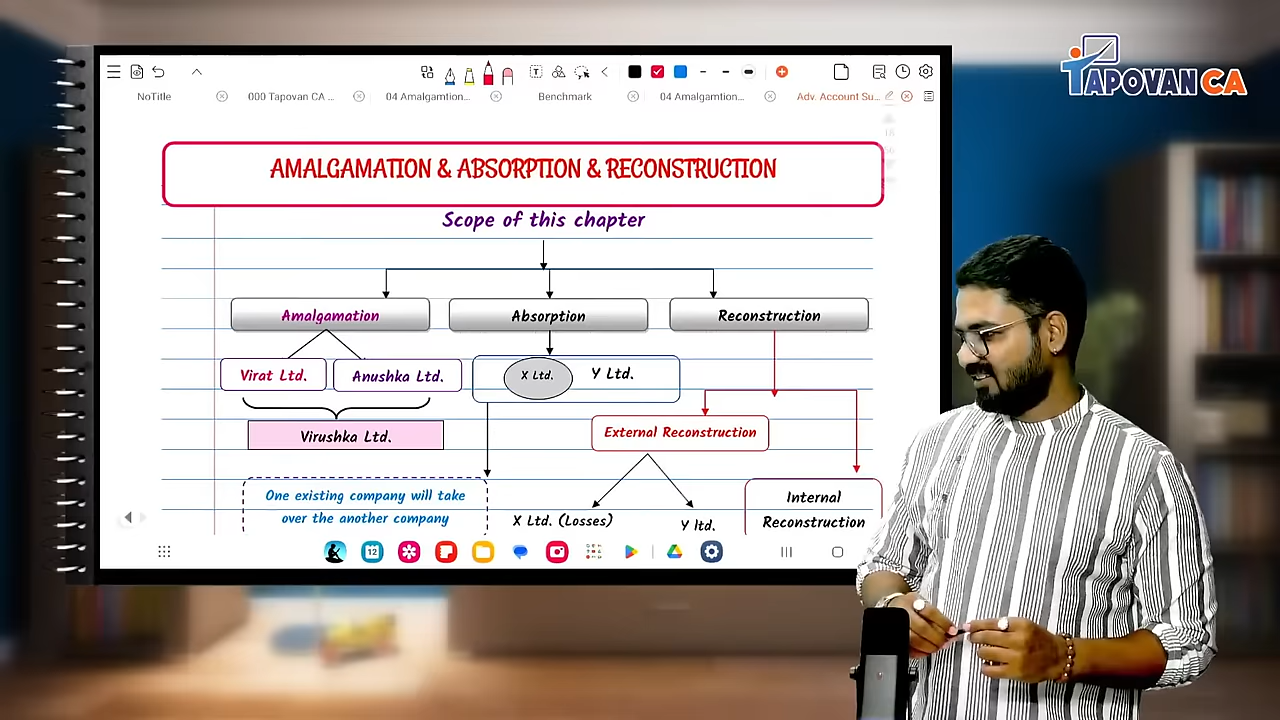 TAPOVAN CA
NoTitle
000 Tapovan CA ...
04 Amalgamtion...
Benchmark
04 Amalgamtion...
Adv. Account Su...
AMALGAMATION & ABSORPTION & RECONSTRUCTION
Scope of this chapter
Amalgamation
Absorption
Reconstruction
Virat Ltd.
Anushka Ltd.
X Ltd.
Y Ltd.
Virushka Ltd.
External Reconstruction
One existing company will take
over the another company
X Ltd. (Losses)
Y ltd.
Internal
Reconstruction
12